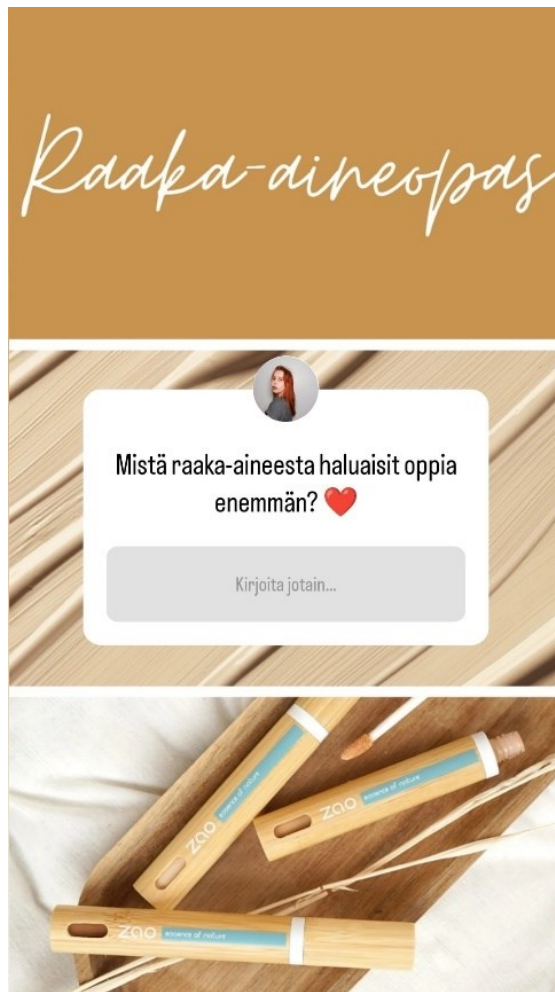 Raaka-aineopas
Mistä raaka-aineesta haluaisit oppia
enemmän? ❤️
Kirjoita jotain...
zao essence of nature
zao essence of nature
zao essence of nature